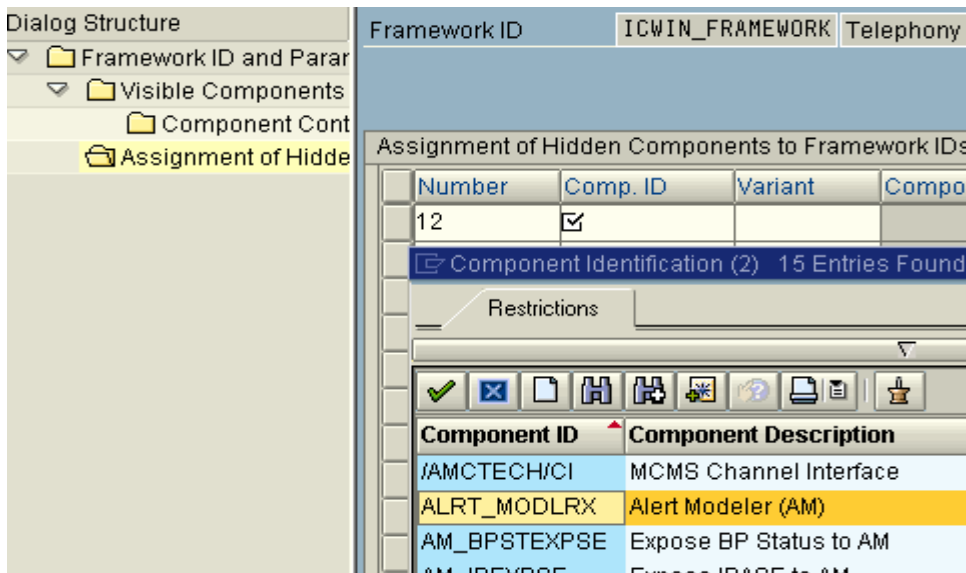 Dialog Structure
Framework ID and Parar
Visible Components
Component Cont
Assignment of Hidde
Framework ID ICWIN_FRAMEWORK Telephony
Assignment of Hidden Components to Framework IDs
Number Comp. ID Variant Compo
12
Component Identification (2) 15 Entries Found
Restrictions
Component ID Component Description
/AMCTECH/CI MCMS Channel Interface
ALRT_MODLRX Alert Modeler (AM)
AM_BPSTEXPSE Expose BP Status to AM